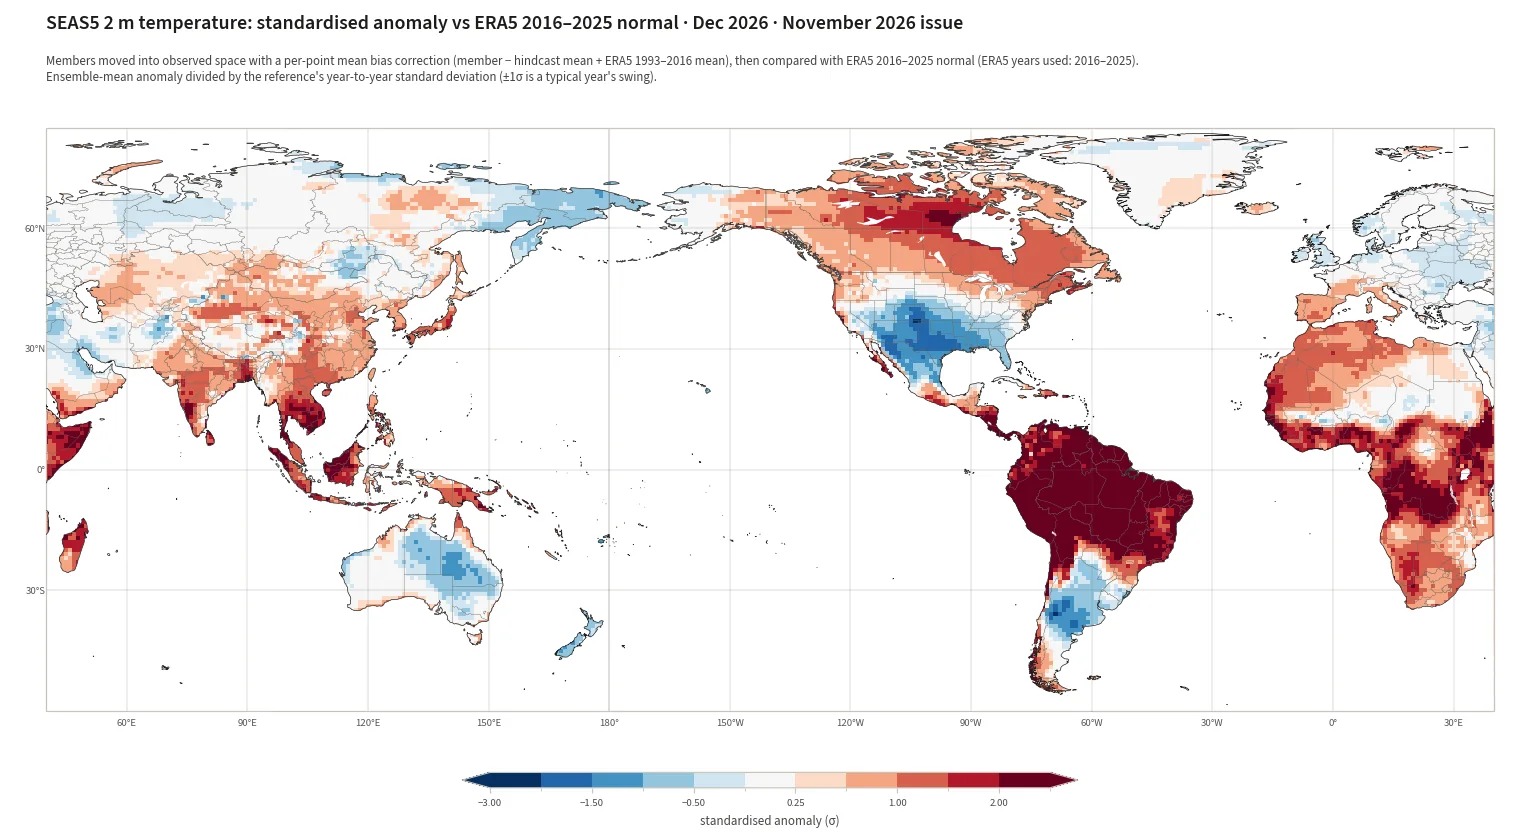 SEAS5 2 m temperature: standardised anomaly vs ERA5 2016–2025 normal · Dec 2026 · November 2026 issue
Members moved into observed space with a per-point mean bias correction (member − hindcast mean + ERA5 1993–2016 mean), then compared with ERA5 2016–2025 normal (ERA5 years used: 2016–2025).
Ensemble-mean anomaly divided by the reference's year-to-year standard deviation (±1σ is a typical year's swing).
60°N
30°N
0°
30°S
60°E 90°E 120°E 150°E 180° 150°W 120°W 90°W 60°W 30°W 0° 30°E
−3.00 −1.50 −0.50 0.25 1.00 2.00
standardised anomaly (σ)